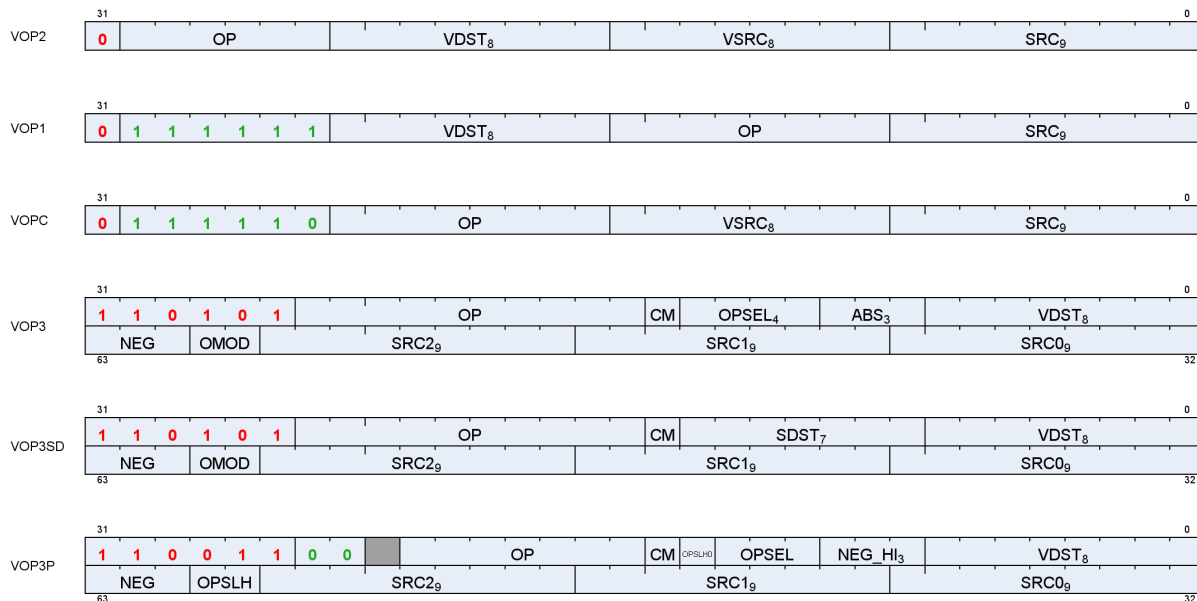 31 0
VOP2 0 OP VDST₈ VSRC₈ SRC₉
31 0
VOP1 0 1 1 1 1 1 1 VDST₈ OP SRC₉
31 0
VOPC 0 1 1 1 1 1 0 OP VSRC₈ SRC₉
31 0
VOP3 1 1 0 1 0 1 OP CM OPSEL₄ ABS₃ VDST₈
NEG OMOD SRC2₉ SRC1₉ SRC0₉
63 32
31 0
VOP3SD 1 1 0 1 0 1 OP CM SDST₇ VDST₈
NEG OMOD SRC2₉ SRC1₉ SRC0₉
63 32
31 0
VOP3P 1 1 0 0 1 1 0 0 OP CM OPSLH0 OPSEL NEG_HI₃ VDST₈
NEG OPSLH SRC2₉ SRC1₉ SRC0₉
63 32